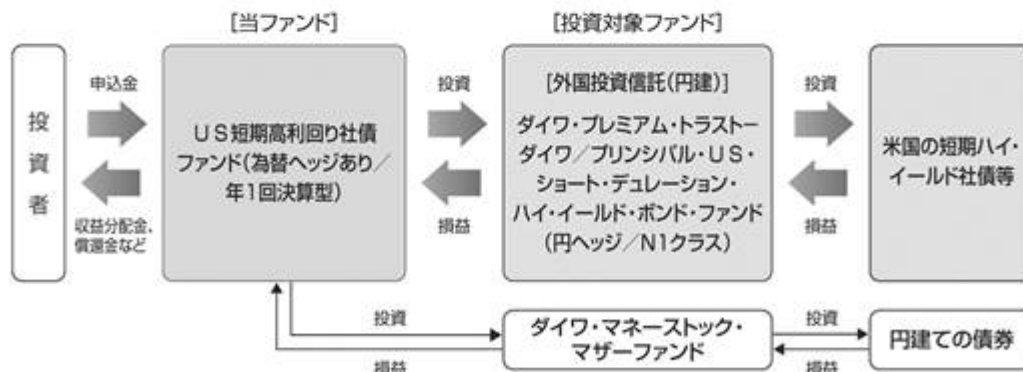 [当ファンド]
[投資対象ファンド]
投
資
者
申込金
収益分配金、
償還金など
US短期高利回り社債
ファンド(為替ヘッジあり/
年1回決算型)
投資
損益
[外国投資信託(円建)]
ダイワ・プレミアム・トラストー
ダイワ/プリンシパル・US・
ショート・デュレーション・
ハイ・イールド・ボンド・ファンド
(円ヘッジ/N1クラス)
投資
損益
米国の短期ハイ・
イールド社債等
投資
損益
ダイワ・マネーストック・
マザーファンド
投資
損益
円建ての債券